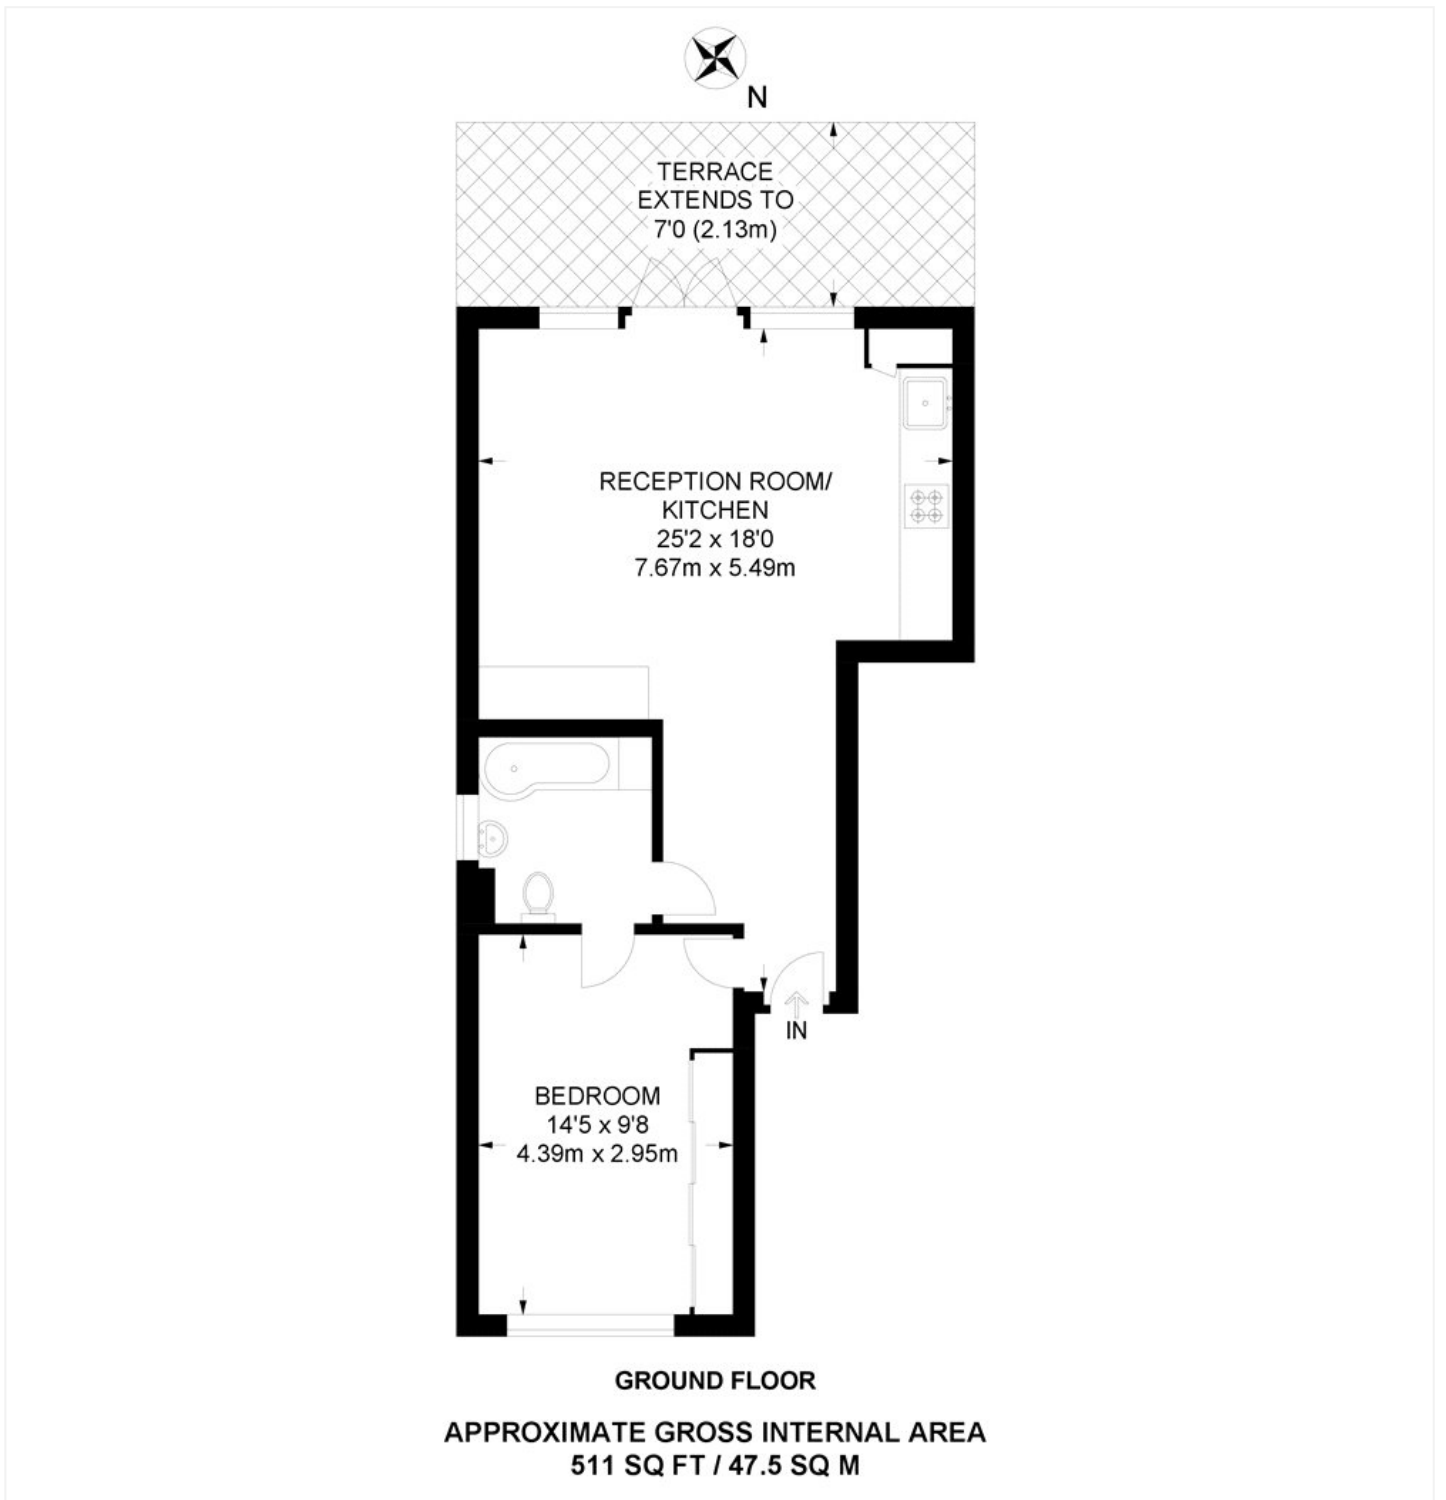 N
TERRACE
EXTENDS TO
7'0 (2.13m)
RECEPTION ROOM/
KITCHEN
25'2 x 18'0
7.67m x 5.49m
IN
BEDROOM
14'5 x 9'8
4.39m x 2.95m
GROUND FLOOR
APPROXIMATE GROSS INTERNAL AREA
511 SQ FT / 47.5 SQ M